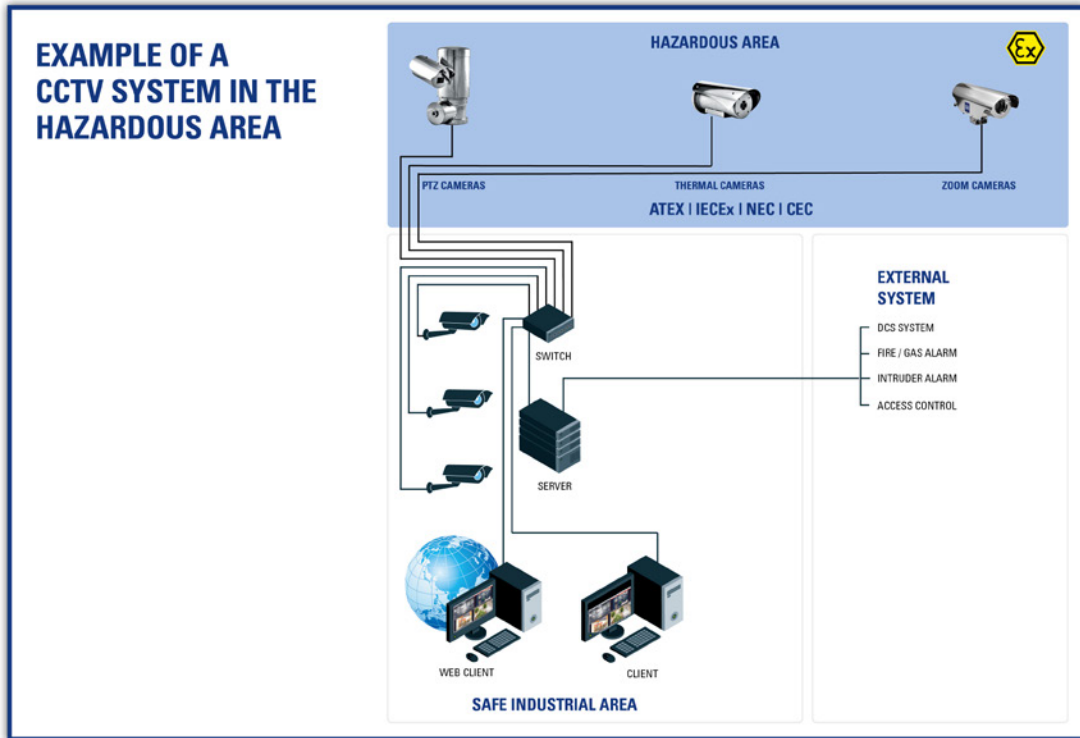 EXAMPLE OF A
CCTV SYSTEM IN THE
HAZARDOUS AREA
HAZARDOUS AREA
Ex
PTZ CAMERAS
THERMAL CAMERAS
ZOOM CAMERAS
ATEX | IECEx | NEC | CEC
SWITCH
SERVER
WEB CLIENT
CLIENT
SAFE INDUSTRIAL AREA
EXTERNAL
SYSTEM
DCS SYSTEM
FIRE / GAS ALARM
INTRUDER ALARM
ACCESS CONTROL